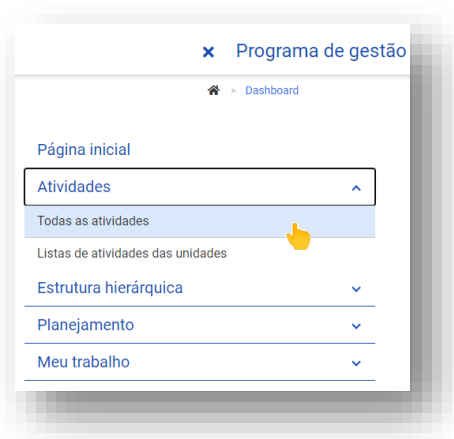 × Programa de gestão
> Dashboard
Página inicial
Atividades
Todas as atividades
Listas de atividades das unidades
Estrutura hierárquica
Planejamento
Meu trabalho